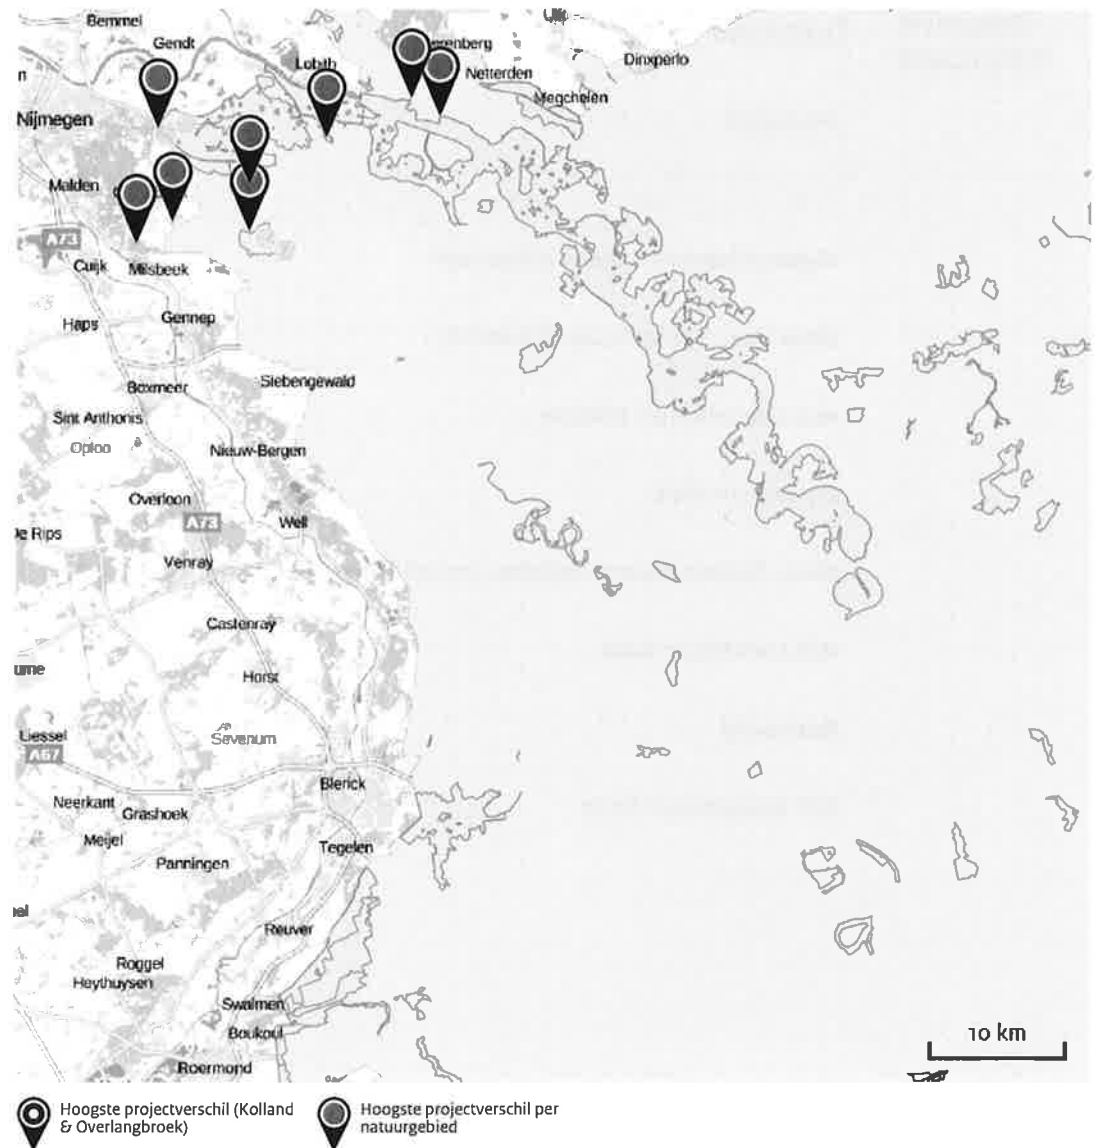 Bemmel
Gendt
Lobith
Netterden
Dinxperlo
Megchelen
Nijmegen
Malden
A73
Cuijk
Milsbeek
Haps
Gennep
Boxmeer
Siebengewald
Sint Anthonis
Oploo
Nieuw-Bergen
Overloon
A73
Well
Rips
Venray
Castenray
Horst
Liessel
Sevenum
A67
Blerick
Neerkant
Grashoek
Meijel
Tegelen
Panningen
Reuver
Roggel
Heythuysen
Swalmen
Boukoul
10 km
Roermond
Hoogste projectverschil (Kolland
& Overlangbroek)
Hoogste projectverschil per
natuurgebied